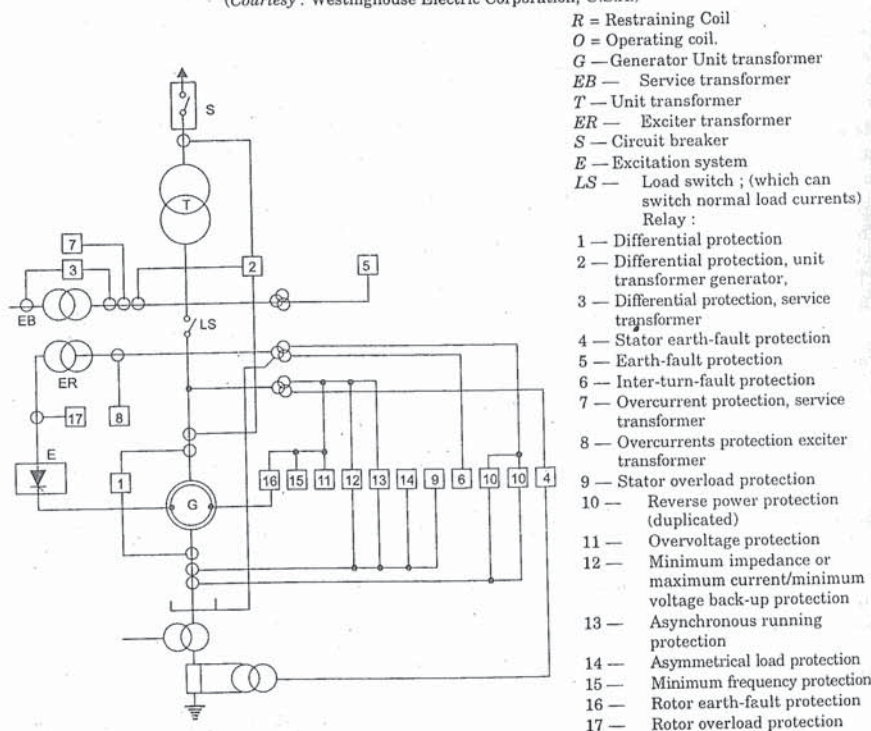 (Courtesy : Westinghouse Electric Corporation, U.S.A.)
R = Restraining Coil
O = Operating coil.
G — Generator Unit transformer
EB — Service transformer
T — Unit transformer
ER — Exciter transformer
S — Circuit breaker
E — Excitation system
LS — Load switch ; (which can
switch normal load currents)
Relay :
1 — Differential protection
2 — Differential protection, unit
transformer generator,
3 — Differential protection, service
transformer
4 — Stator earth-fault protection
5 — Earth-fault protection
6 — Inter-turn-fault protection
7 — Overcurrent protection, service
transformer
8 — Overcurrents protection exciter
transformer
9 — Stator overload protection
10 — Reverse power protection
(duplicated)
11 — Overvoltage protection
12 — Minimum impedance or
maximum current/minimum
voltage back-up protection
13 — Asynchronous running
protection
14 — Asymmetrical load protection
15 — Minimum frequency protection
16 — Rotor earth-fault protection
17 — Rotor overload protection
S
T
7
3
2
5
EB
LS
ER
8
17
E
1
G
16 15 11 12 13 14 9 6 10 10 4